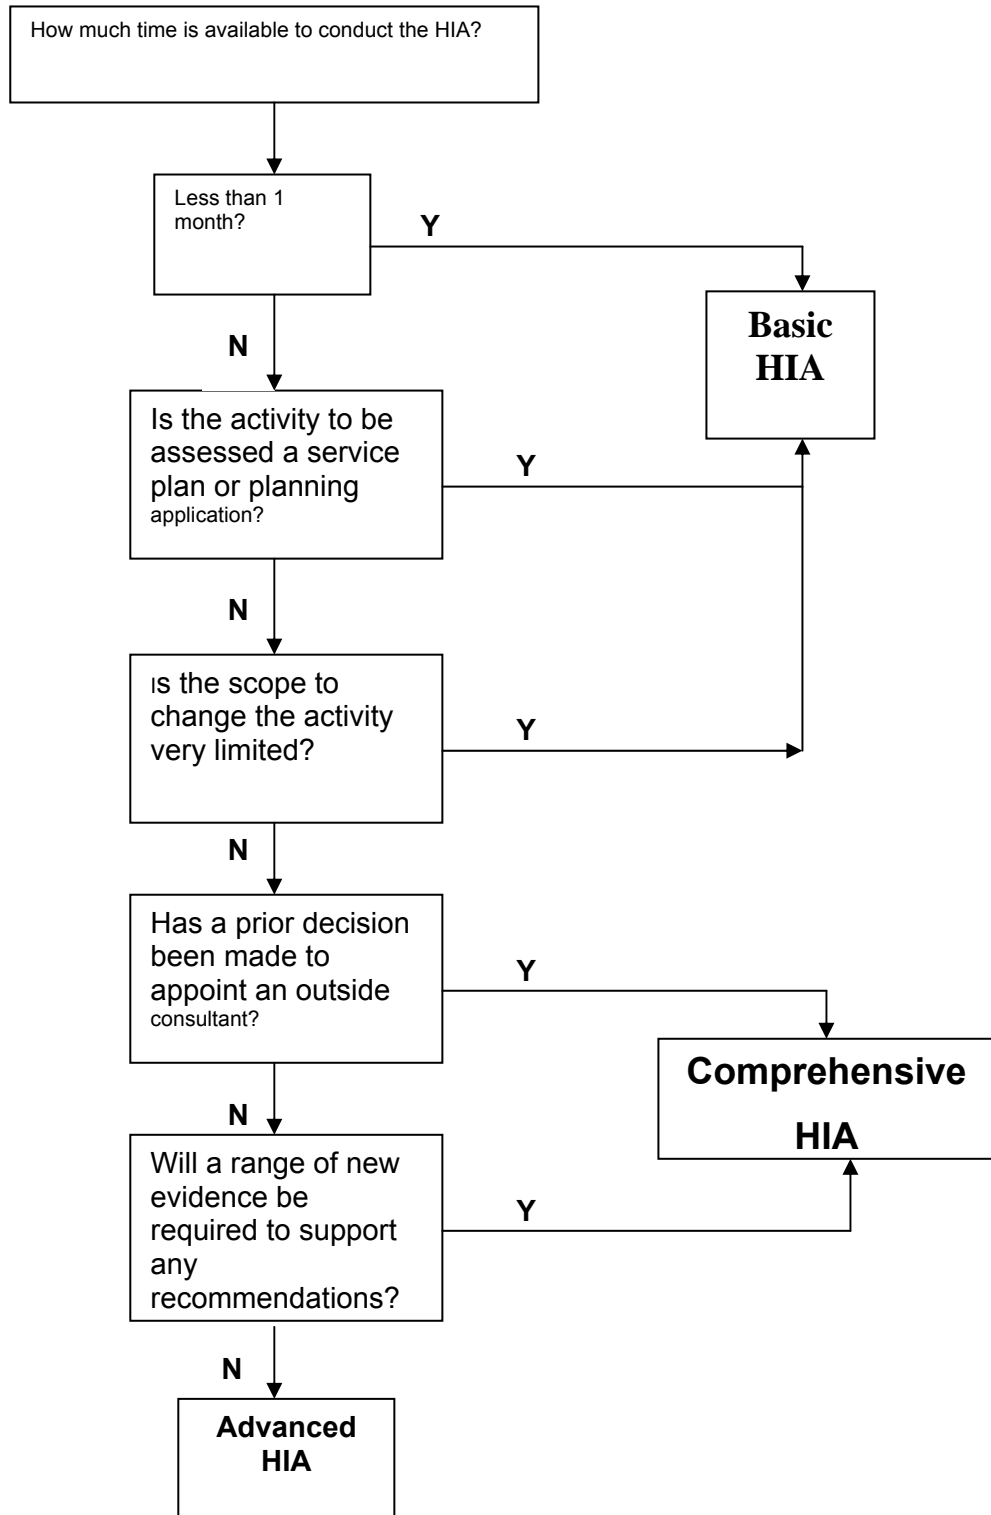 How much time is available to conduct the HIA?
Less than 1
month?
Y
Basic
HIA
N
Is the activity to be
assessed a service
plan or planning
application?
Y
N
Is the scope to
change the activity
very limited?
Y
N
Has a prior decision
been made to
appoint an outside
consultant?
Y
Comprehensive
HIA
N
Will a range of new
evidence be
required to support
any
recommendations?
Y
N
Advanced
HIA